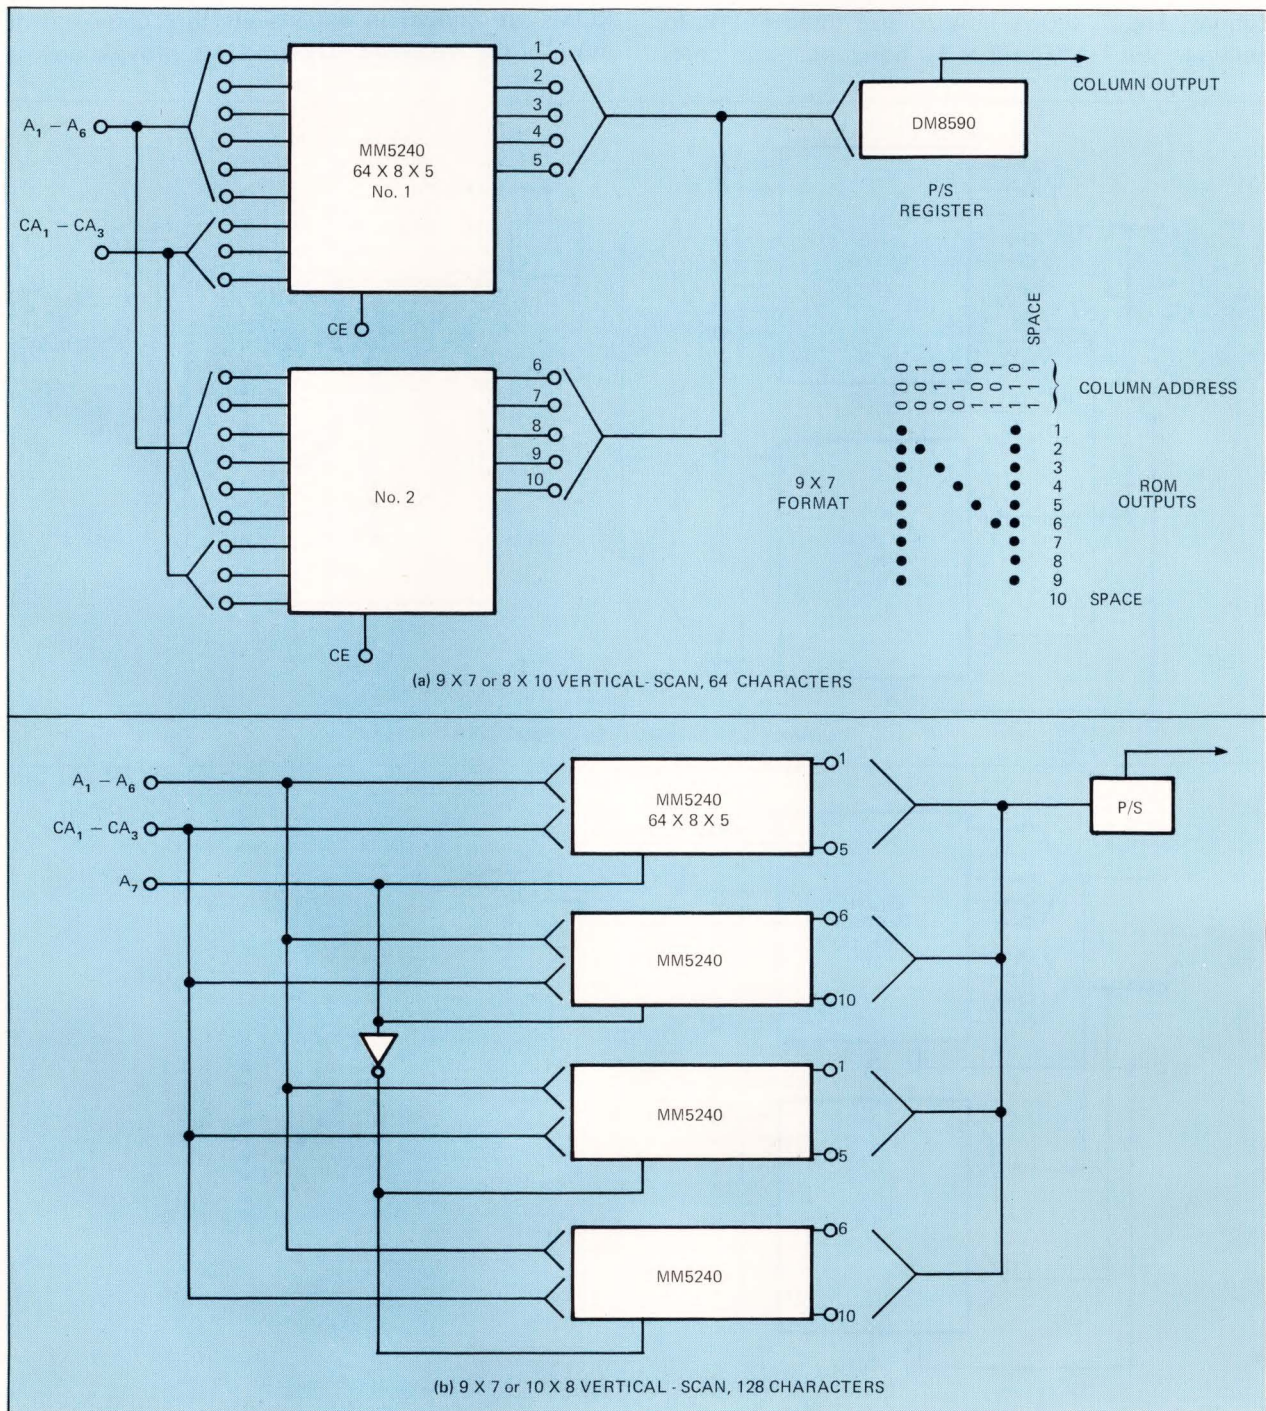 A1 – A6
CA1 – CA3
MM5240
64 X 8 X 5
No. 1
1
2
3
4
5
CE
DM8590
COLUMN OUTPUT
P/S
REGISTER
No. 2
6
7
8
9
10
CE
SPACE
0 1 0 1 0 1 0 1
0 0 1 1 0 0 1 1
0 0 0 0 1 1 1 1
COLUMN ADDRESS
9 X 7
FORMAT
1
2
3
4
5
6
7
8
9
10 SPACE
ROM
OUTPUTS
(a) 9 X 7 or 8 X 10 VERTICAL-SCAN, 64 CHARACTERS
A1 – A6
CA1 – CA3
A7
MM5240
64 X 8 X 5
1
5
P/S
MM5240
6
10
MM5240
1
5
MM5240
6
10
(b) 9 X 7 or 10 X 8 VERTICAL - SCAN, 128 CHARACTERS